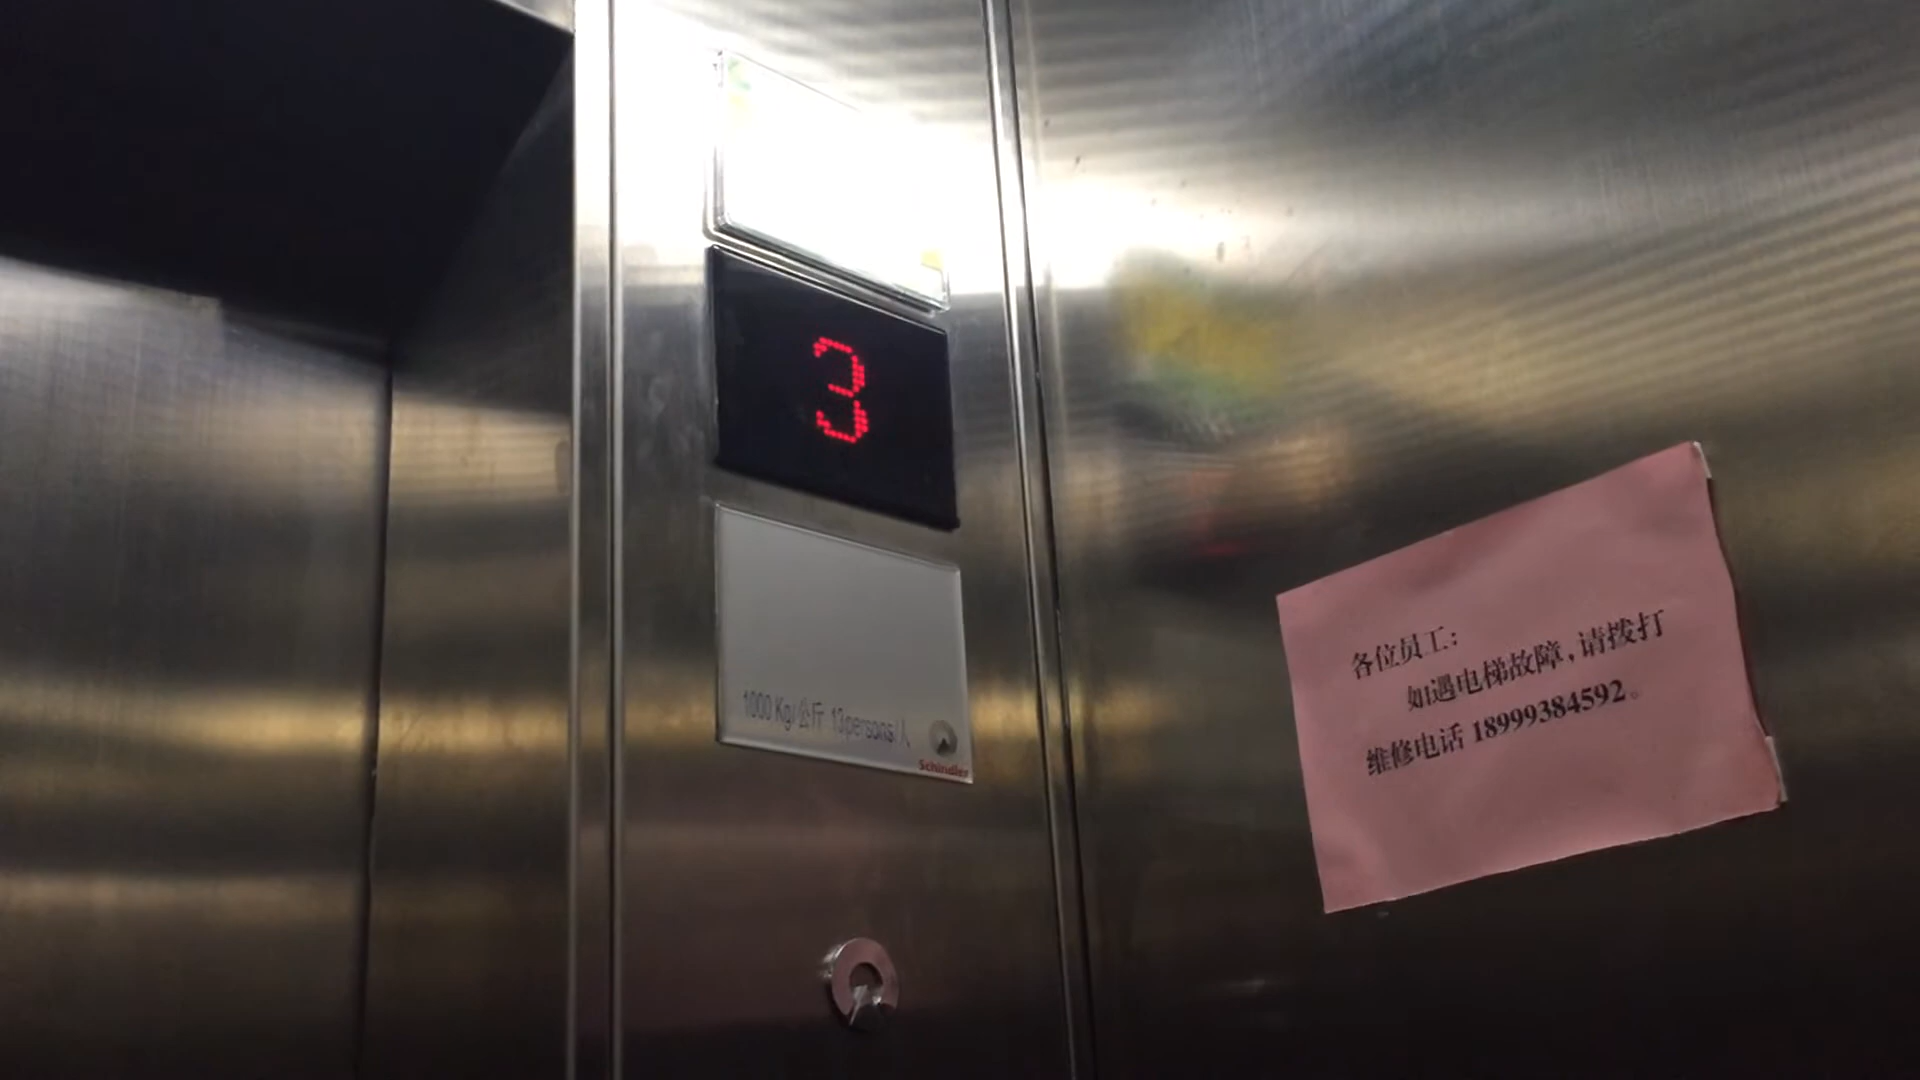 3
1000 Kg/公斤 13persons/人
Schindler
各位员工:
如遇电梯故障,请拨打
维修电话 18999384592。